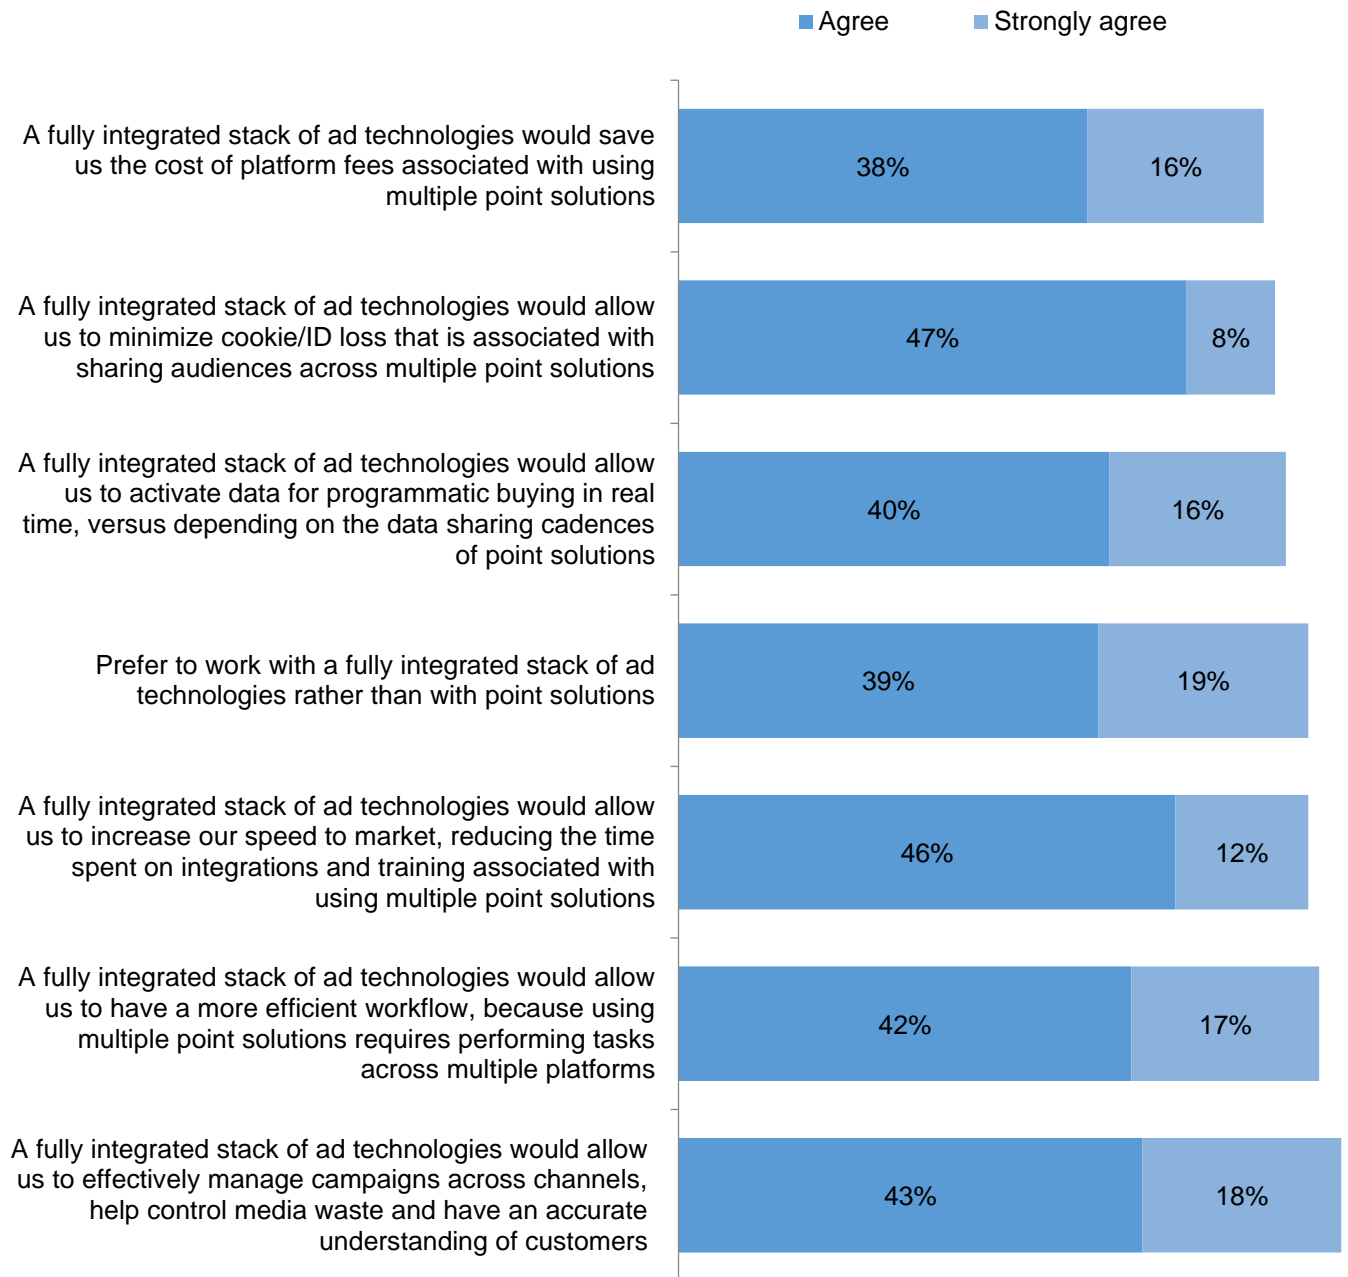 Agree Strongly agree
A fully integrated stack of ad technologies would save
us the cost of platform fees associated with using
multiple point solutions
38% 16%
A fully integrated stack of ad technologies would allow
us to minimize cookie/ID loss that is associated with
sharing audiences across multiple point solutions
47% 8%
A fully integrated stack of ad technologies would allow
us to activate data for programmatic buying in real
time, versus depending on the data sharing cadences
of point solutions
40% 16%
Prefer to work with a fully integrated stack of ad
technologies rather than with point solutions
39% 19%
A fully integrated stack of ad technologies would allow
us to increase our speed to market, reducing the time
spent on integrations and training associated with
using multiple point solutions
46% 12%
A fully integrated stack of ad technologies would allow
us to have a more efficient workflow, because using
multiple point solutions requires performing tasks
across multiple platforms
42% 17%
A fully integrated stack of ad technologies would allow
us to effectively manage campaigns across channels,
help control media waste and have an accurate
understanding of customers
43% 18%